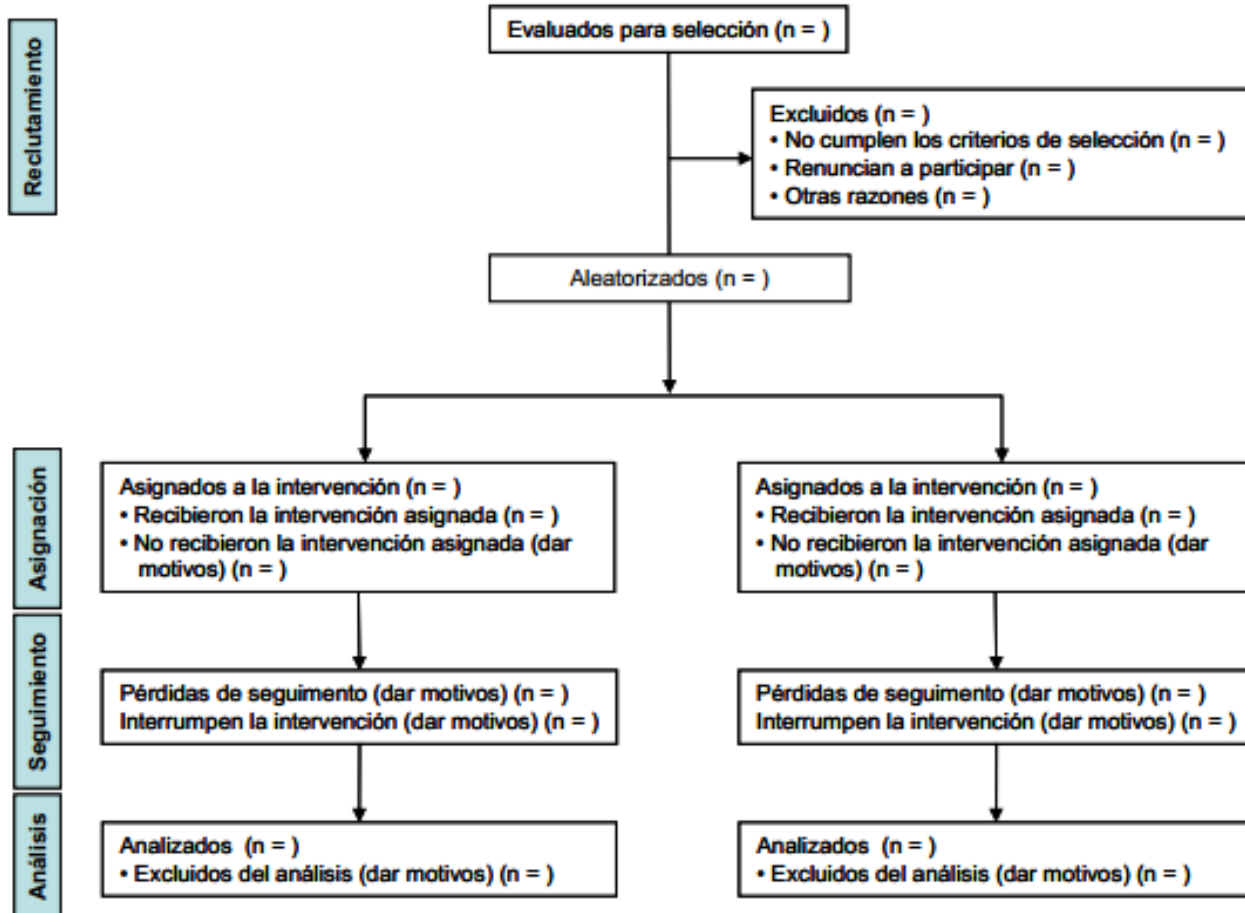 Reclutamiento
Evaluados para selección (n = )
Excluidos (n = )
• No cumplen los criterios de selección (n = )
• Renuncian a participar (n = )
• Otras razones (n = )
Aleatorizados (n = )
Asignación
Asignados a la intervención (n = )
• Recibieron la intervención asignada (n = )
• No recibieron la intervención asignada (dar
motivos) (n = )
Asignados a la intervención (n = )
• Recibieron la intervención asignada (n = )
• No recibieron la intervención asignada (dar
motivos) (n = )
Seguimiento
Pérdidas de seguimento (dar motivos) (n = )
Interrumpen la intervención (dar motivos) (n = )
Pérdidas de seguimento (dar motivos) (n = )
Interrumpen la intervención (dar motivos) (n = )
Análisis
Analizados (n = )
• Excluidos del análisis (dar motivos) (n = )
Analizados (n = )
• Excluidos del análisis (dar motivos) (n = )